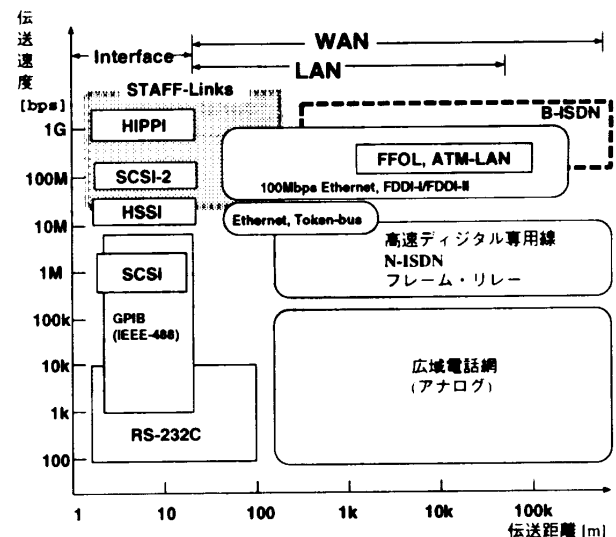 伝送速度
[bps]
WAN
Interface
LAN
STAFF-Links
B-ISDN
1G
HIPPI
FFOL, ATM-LAN
100M
SCSI-2
100Mbps Ethernet, FDDI-I/FDDI-II
HSSI
10M
Ethernet, Token-bus
高速ディジタル専用線
N-ISDN
フレーム・リレー
1M
SCSI
100k
GPIB
(IEEE-488)
10k
広域電話網
(アナログ)
1k
RS-232C
100
1
10
100
1k
10k
100k
伝送距離 [m]